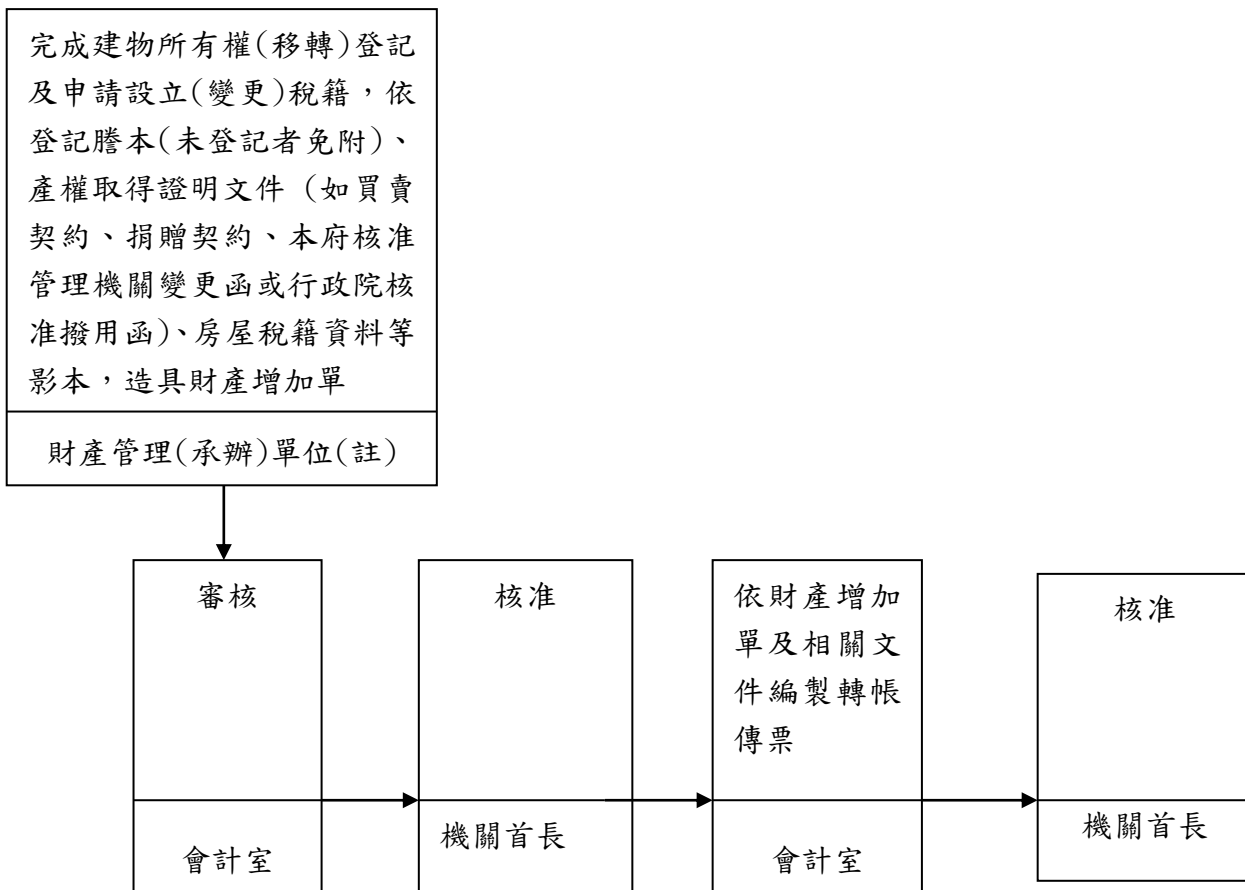 完成建物所有權(移轉)登記
及申請設立(變更)稅籍，依
登記謄本(未登記者免附)、
產權取得證明文件 (如買賣
契約、捐贈契約、本府核准
管理機關變更函或行政院核
准撥用函)、房屋稅籍資料等
影本，造具財產增加單
財產管理(承辦)單位(註)
審核
會計室
核准
機關首長
依財產增加
單及相關文
件編製轉帳
傳票
會計室
核准
機關首長